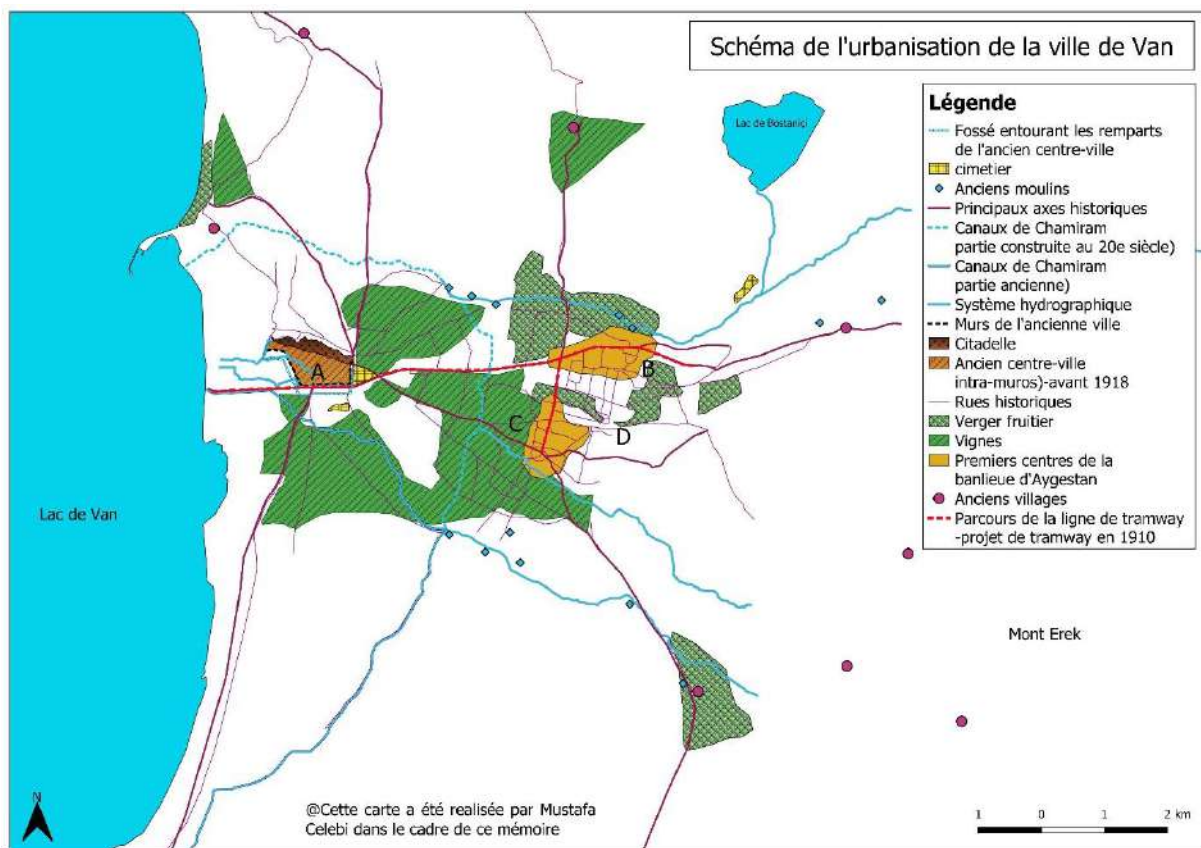 Schéma de l'urbanisation de la ville de Van
Lac de Bostaniçi
Légende
Fossé entourant les remparts
de l'ancien centre-ville
cimetier
Anciens moulins
Principaux axes historiques
Canaux de Chamiram
partie construite au 20e siècle)
Canaux de Chamiram
partie ancienne)
Système hydrographique
Murs de l'ancienne ville
Citadelle
Ancien centre-ville
intra-muros)-avant 1918
Rues historiques
Verger fruitier
Vignes
Premiers centres de la
banlieue d'Aygestan
Anciens villages
Parcours de la ligne de tramway
-projet de tramway en 1910
A
B
C
D
Lac de Van
Mont Erek
N
@Cette carte a été realisée par Mustafa
Celebi dans le cadre de ce mémoire
1 0 1 2 km